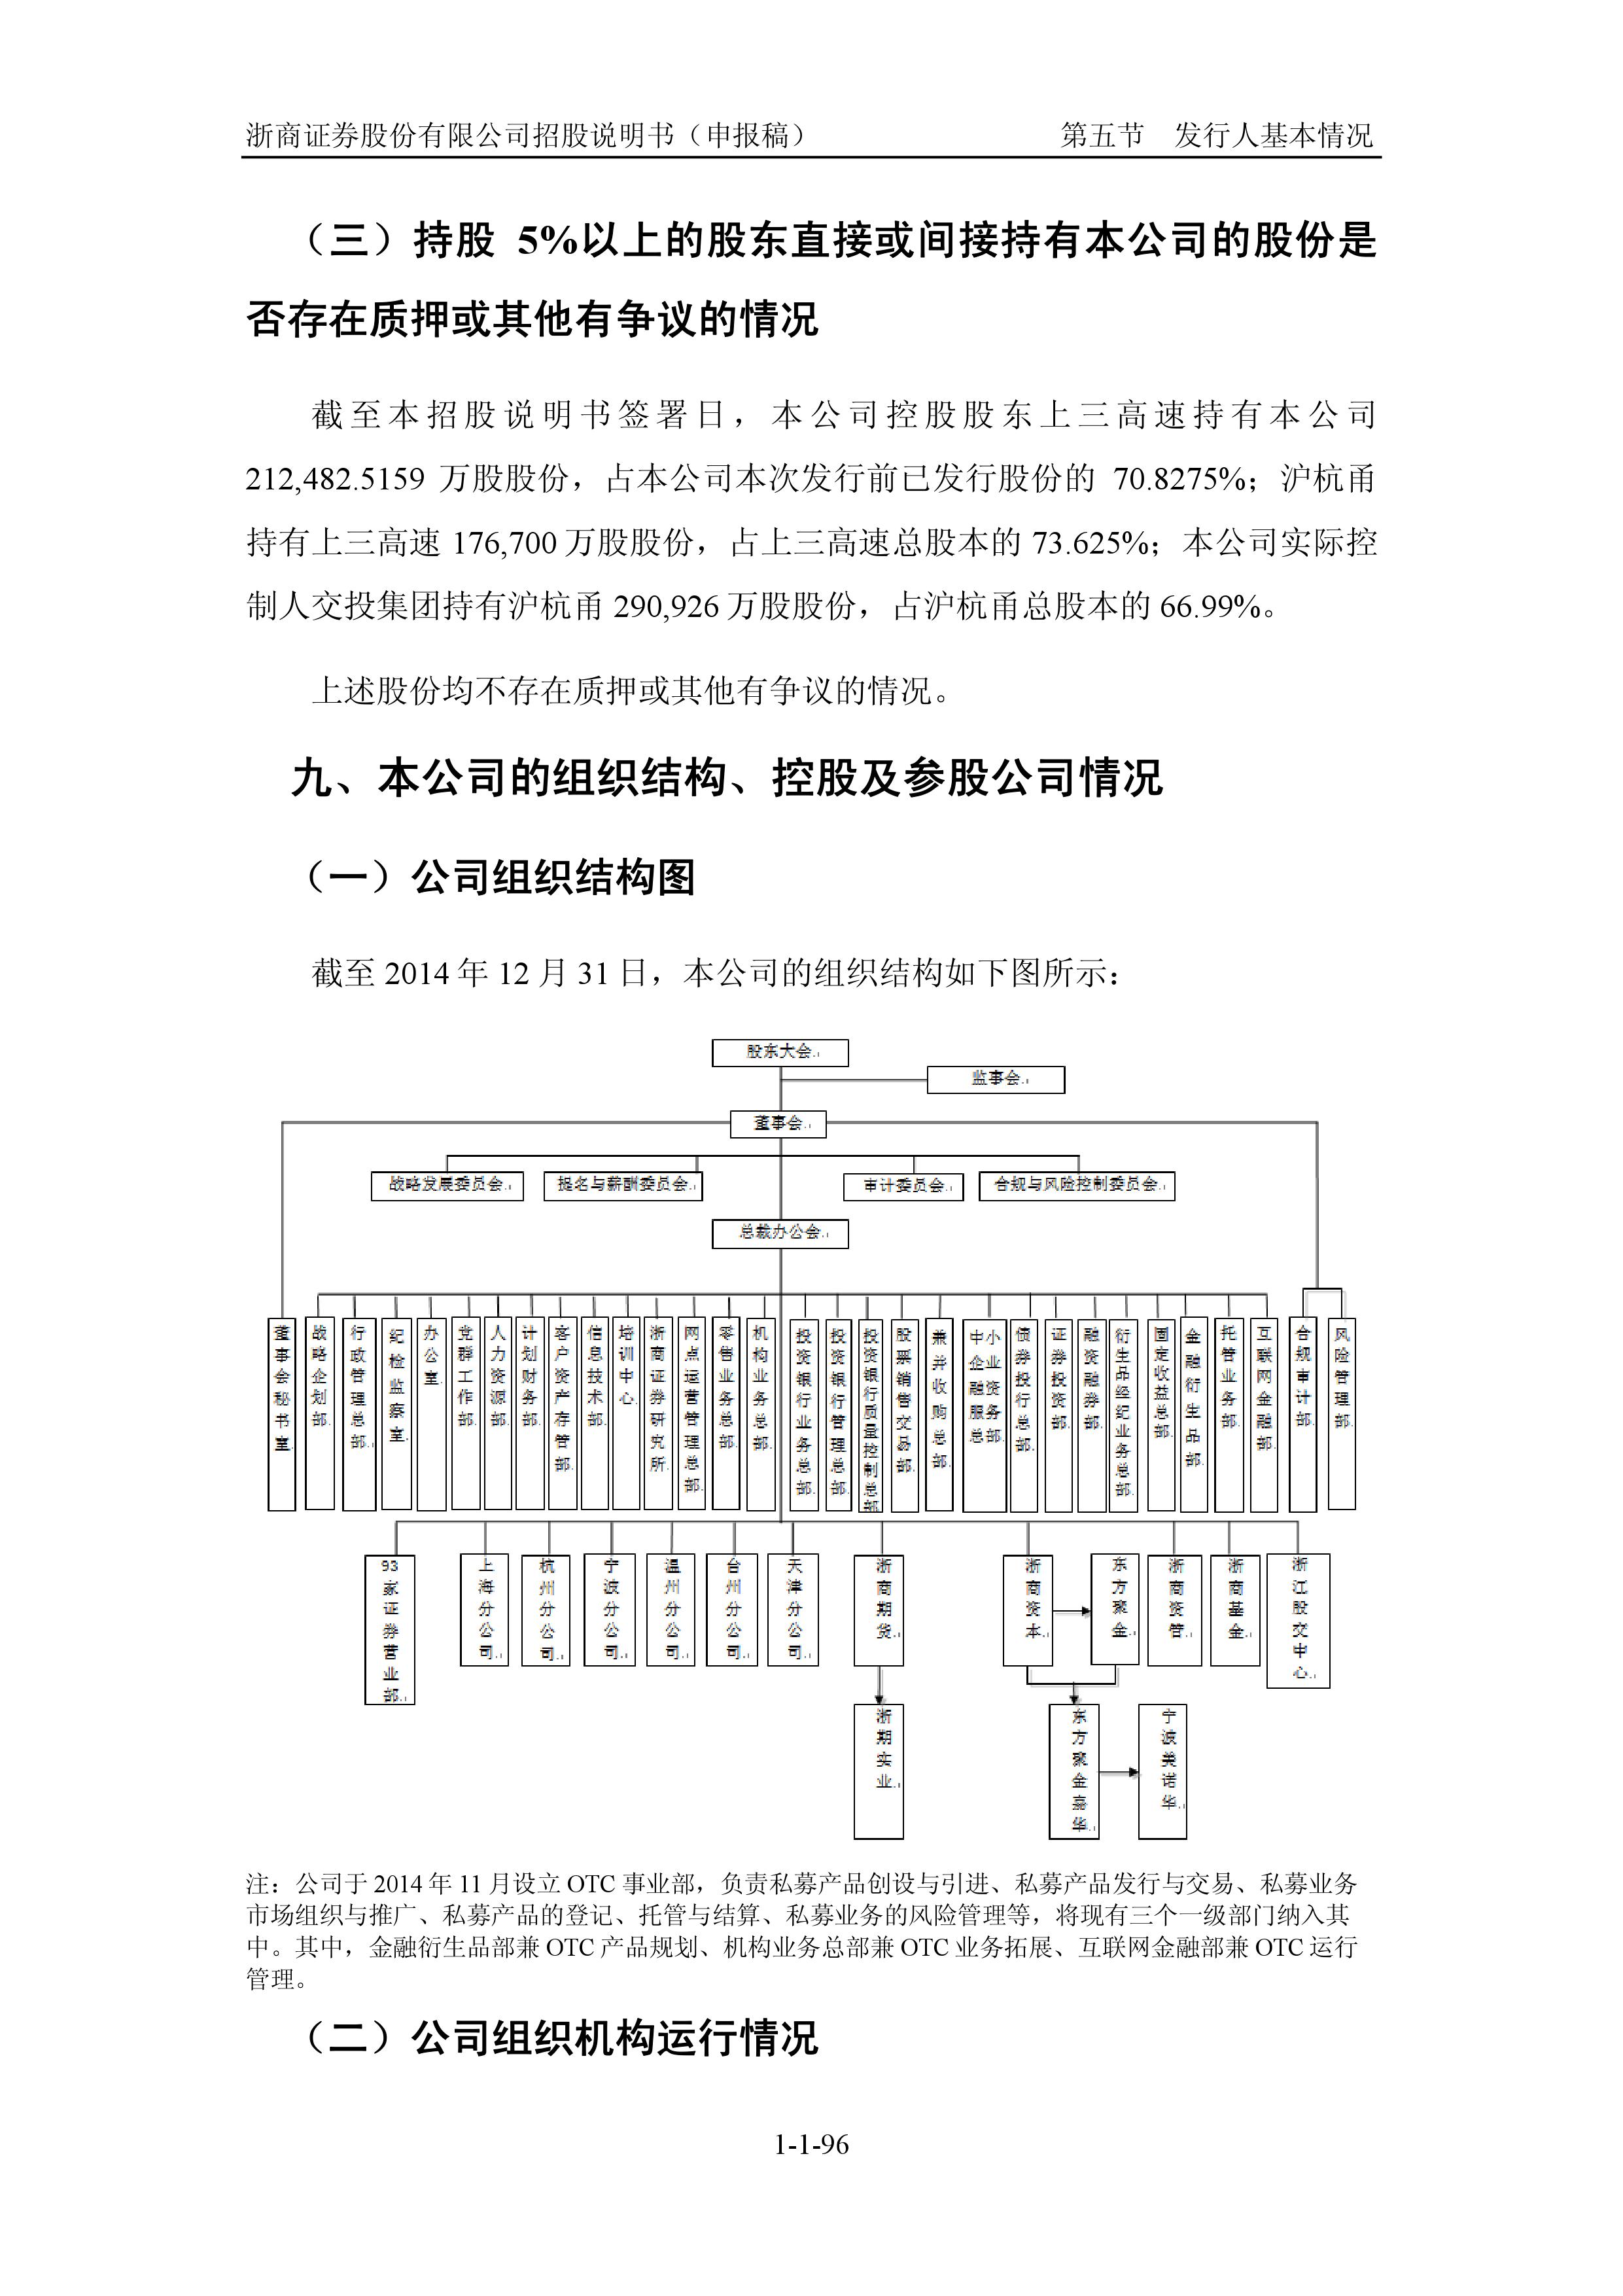 浙商证券股份有限公司招股说明书（申报稿） 第五节 发行人基本情况
（三）持股 5%以上的股东直接或间接持有本公司的股份是
否存在质押或其他有争议的情况
截至本招股说明书签署日，本公司控股股东上三高速持有本公司
212,482.5159 万股股份，占本公司本次发行前已发行股份的 70.8275%；沪杭甬
持有上三高速 176,700 万股股份，占上三高速总股本的 73.625%；本公司实际控
制人交投集团持有沪杭甬 290,926 万股股份，占沪杭甬总股本的 66.99%。
上述股份均不存在质押或其他有争议的情况。
九、本公司的组织结构、控股及参股公司情况
（一）公司组织结构图
截至 2014 年 12 月 31 日，本公司的组织结构如下图所示：
股东大会
监事会
董事会
战略发展委员会
提名与薪酬委员会
审计委员会
合规与风险控制委员会
总裁办公会
董事会秘书室
战略企划部
行政管理总部
纪检监察室
办公室
党群工作部
人力资源部
计划财务部
客户资产存管部
信息技术部
培训中心
浙商证券研究所
网点运营管理总部
零售业务总部
机构业务总部
投资银行业务总部
投资银行管理总部
投资银行质量控制总部
股票销售交易部
兼并收购总部
中小企业融资服务总部
债券投行总部
证券投资部
融资融券部
衍生品经纪业务总部
固定收益总部
金融衍生品部
托管业务部
互联网金融部
合规审计部
风险管理部
93家证券营业部
上海分公司
杭州分公司
宁波分公司
温州分公司
台州分公司
天津分公司
浙商期货
浙商资本
东方聚金
浙商资管
浙商基金
浙江股交中心
浙期实业
东方聚金嘉华
宁波美诺华
注：公司于 2014 年 11 月设立 OTC 事业部，负责私募产品创设与引进、私募产品发行与交易、私募业务
市场组织与推广、私募产品的登记、托管与结算、私募业务的风险管理等，将现有三个一级部门纳入其
中。其中，金融衍生品部兼 OTC 产品规划、机构业务总部兼 OTC 业务拓展、互联网金融部兼 OTC 运行
管理。
（二）公司组织机构运行情况
1-1-96